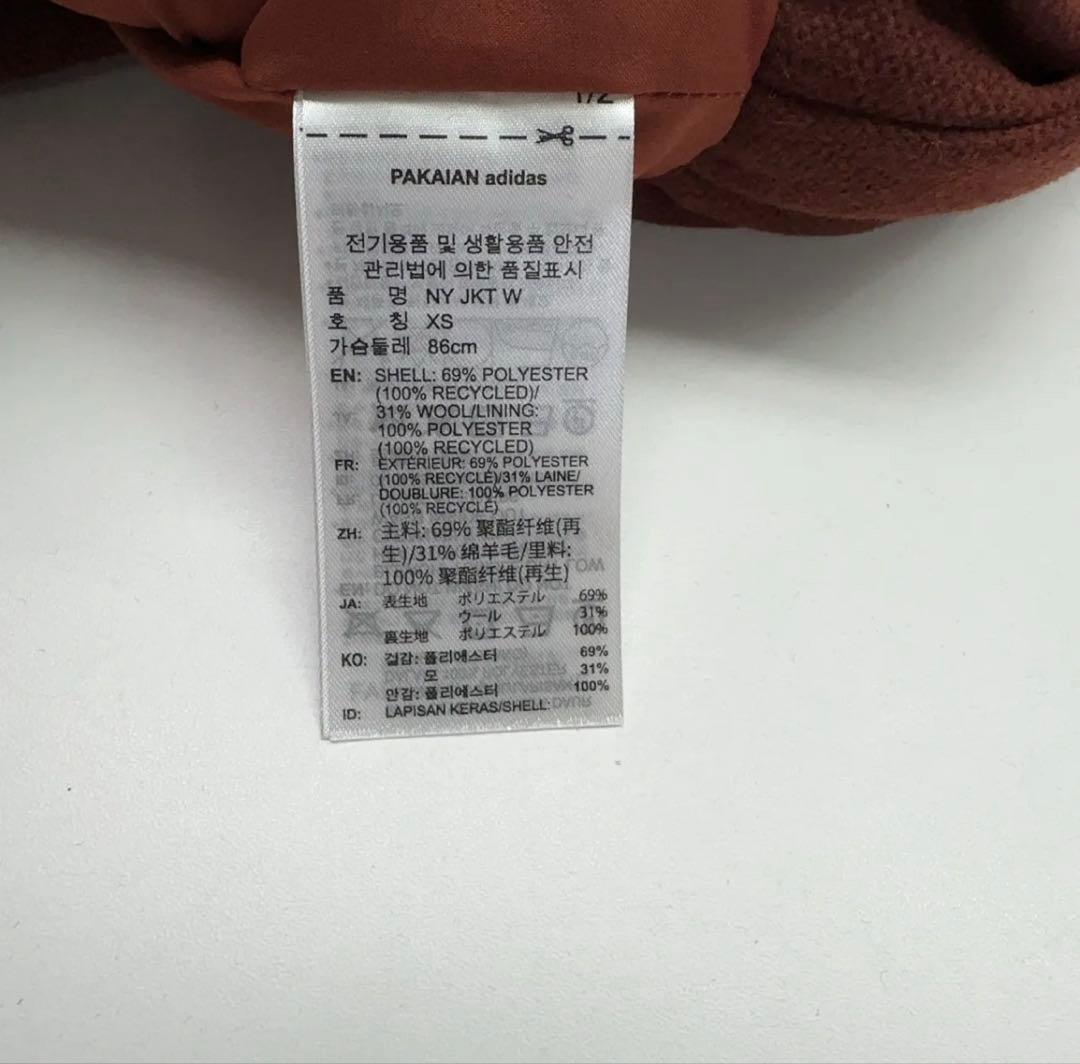 1/2
PAKAIAN adidas
전기용품 및 생활용품 안전
관리법에 의한 품질표시
품 명 NY JKT W
호 칭 XS
가슴둘레 86cm
EN: SHELL: 69% POLYESTER
(100% RECYCLED)/
31% WOOL/LINING:
100% POLYESTER
(100% RECYCLED)
FR: EXTÉRIEUR: 69% POLYESTER
(100% RECYCLÉ)/31% LAINE/
DOUBLURE: 100% POLYESTER
(100% RECYCLÉ)
ZH: 主料: 69% 聚酯纤维(再
生)/31% 绵羊毛/里料:
100% 聚酯纤维(再生)
JA: 表生地 ポリエステル 69%
ウール 31%
裏生地 ポリエステル 100%
KO: 겉감: 폴리에스터 69%
모 31%
안감: 폴리에스터 100%
ID: LAPISAN KERAS/SHELL: